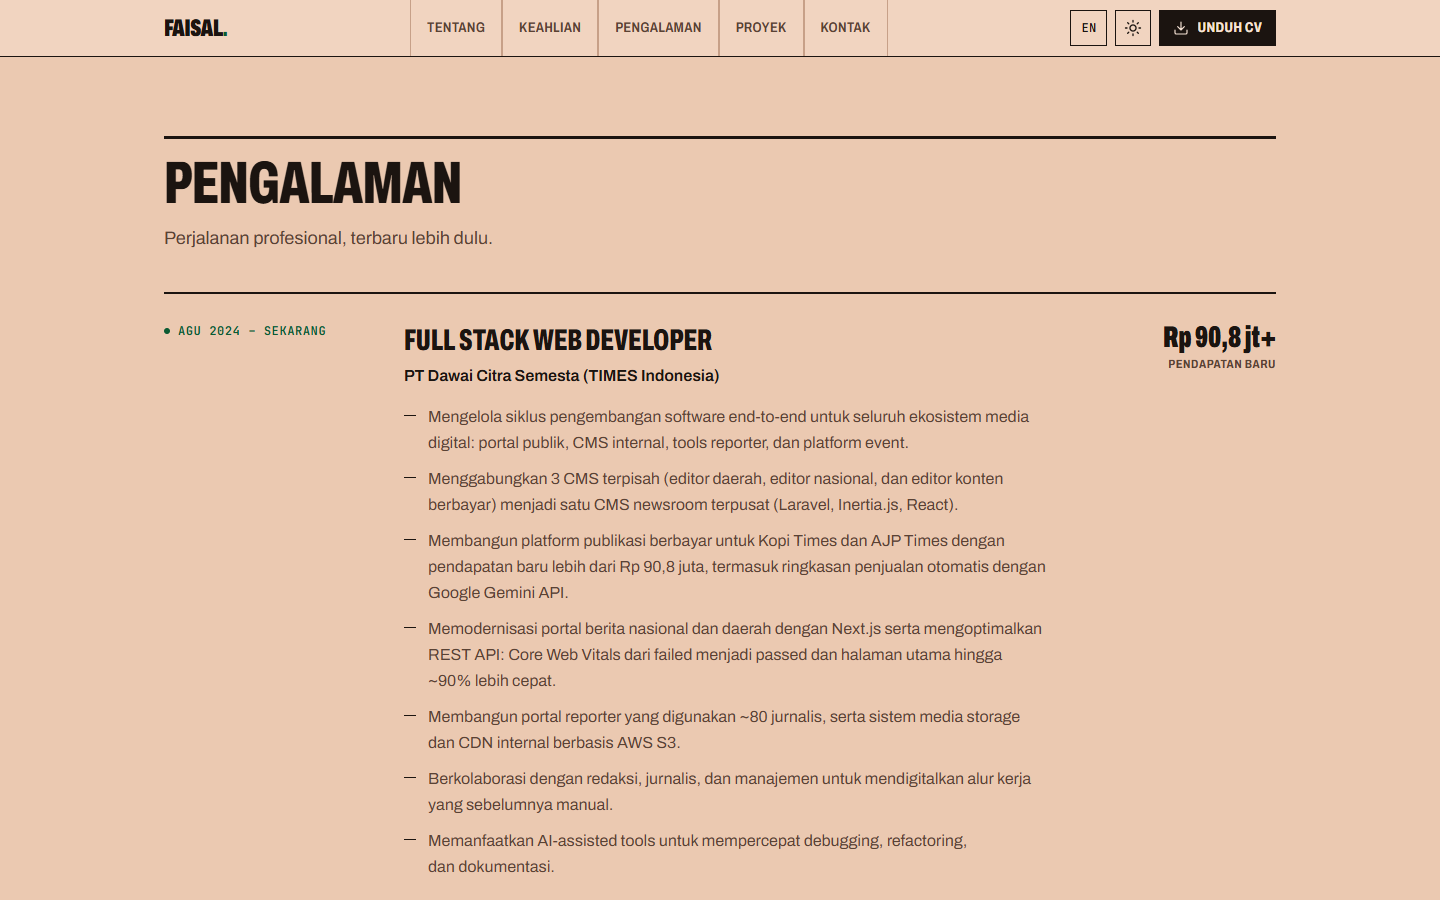 FAISAL.
TENTANG
KEAHLIAN
PENGALAMAN
PROYEK
KONTAK
EN
UNDUH CV
PENGALAMAN
Perjalanan profesional, terbaru lebih dulu.
AGU 2024 – SEKARANG
FULL STACK WEB DEVELOPER
PT Dawai Citra Semesta (TIMES Indonesia)
Rp 90,8 jt+
PENDAPATAN BARU
— Mengelola siklus pengembangan software end-to-end untuk seluruh ekosistem media
digital: portal publik, CMS internal, tools reporter, dan platform event.
— Menggabungkan 3 CMS terpisah (editor daerah, editor nasional, dan editor konten
berbayar) menjadi satu CMS newsroom terpusat (Laravel, Inertia.js, React).
— Membangun platform publikasi berbayar untuk Kopi Times dan AJP Times dengan
pendapatan baru lebih dari Rp 90,8 juta, termasuk ringkasan penjualan otomatis dengan
Google Gemini API.
— Memodernisasi portal berita nasional dan daerah dengan Next.js serta mengoptimalkan
REST API: Core Web Vitals dari failed menjadi passed dan halaman utama hingga
~90% lebih cepat.
— Membangun portal reporter yang digunakan ~80 jurnalis, serta sistem media storage
dan CDN internal berbasis AWS S3.
— Berkolaborasi dengan redaksi, jurnalis, dan manajemen untuk mendigitalkan alur kerja
yang sebelumnya manual.
— Memanfaatkan AI-assisted tools untuk mempercepat debugging, refactoring,
dan dokumentasi.